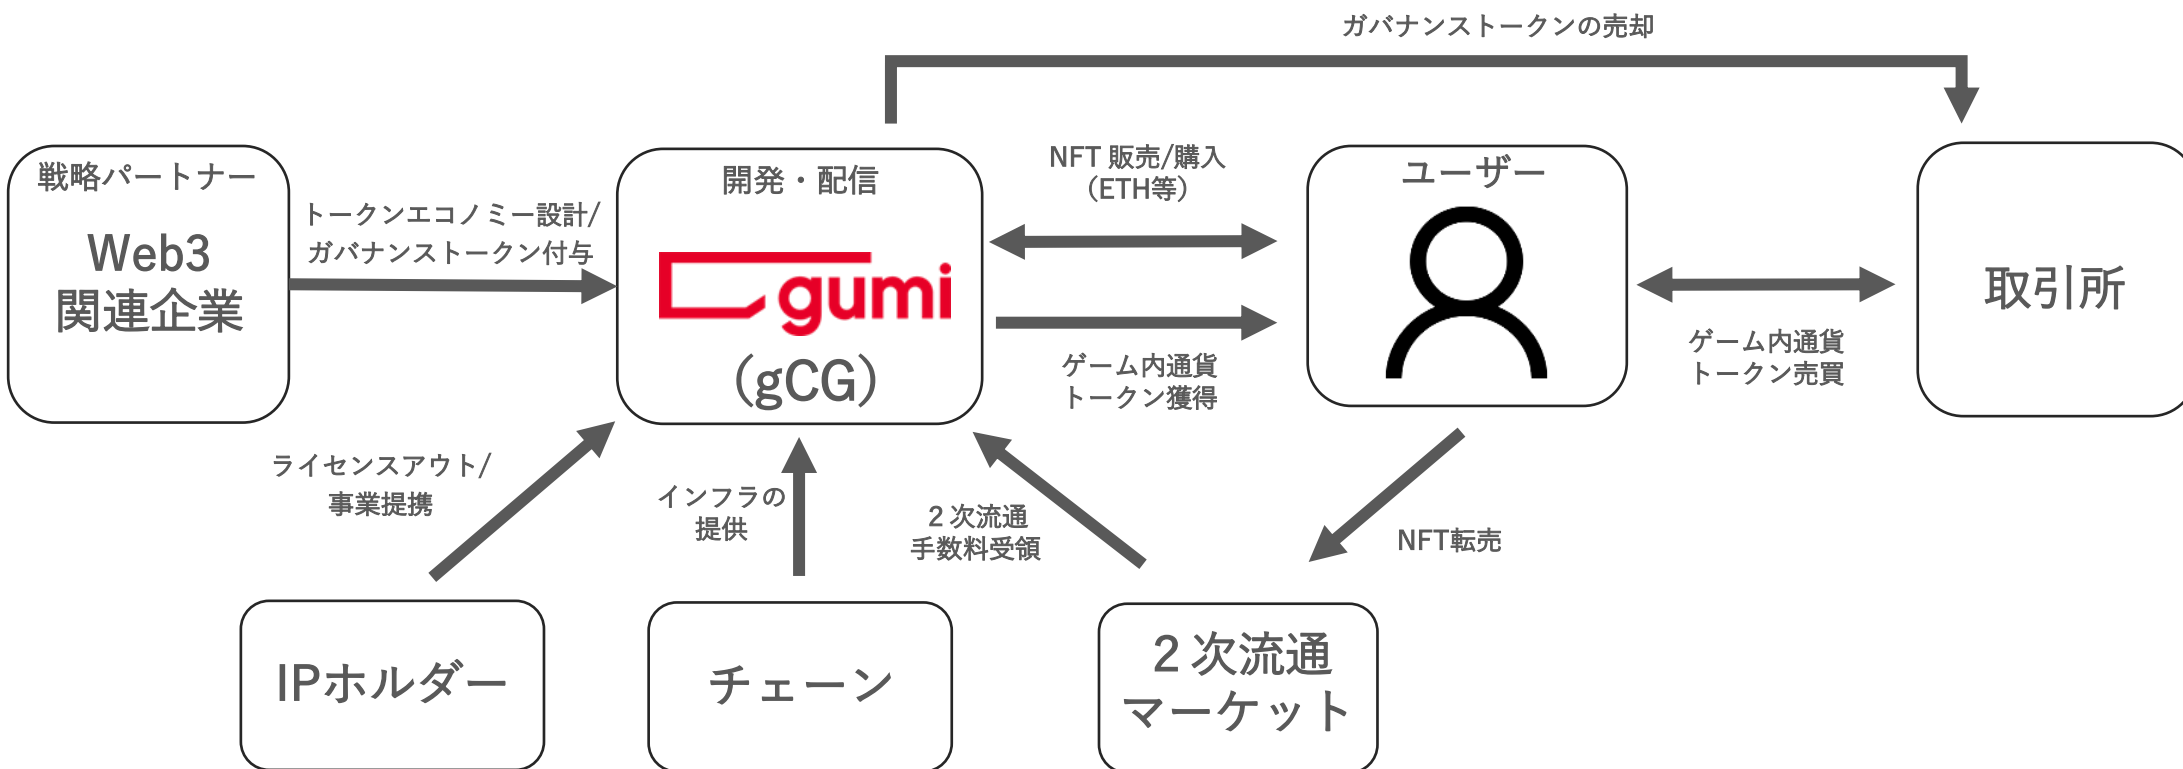 ガバナンストークンの売却
戦略パートナー
Web3
関連企業
トークンエコノミー設計/
ガバナンストークン付与
開発・配信
gumi
(gCG)
NFT 販売/購入
(ETH等)
ゲーム内通貨
トークン獲得
ユーザー
ゲーム内通貨
トークン売買
取引所
ライセンスアウト/
事業提携
インフラの
提供
2次流通
手数料受領
NFT転売
IPホルダー
チェーン
2次流通
マーケット